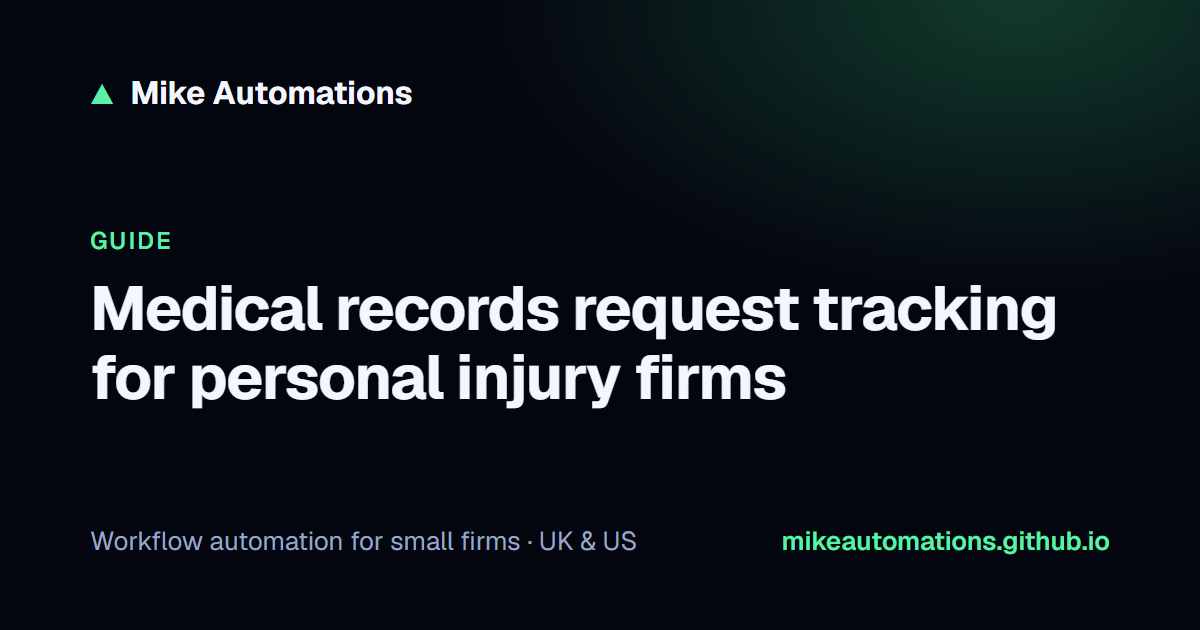 Mike Automations
GUIDE
Medical records request tracking
for personal injury firms
Workflow automation for small firms · UK & US
mikeautomations.github.io